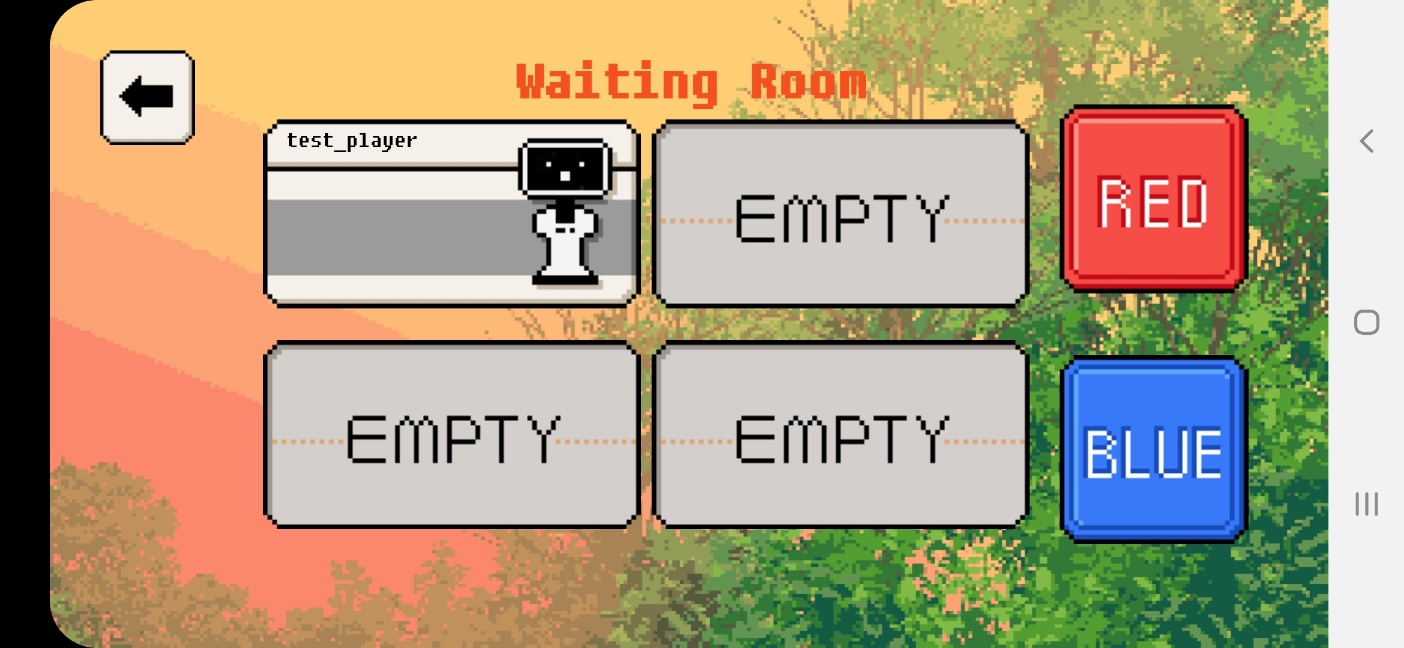 Waiting Room
test_player
EMPTY
RED
EMPTY
EMPTY
BLUE